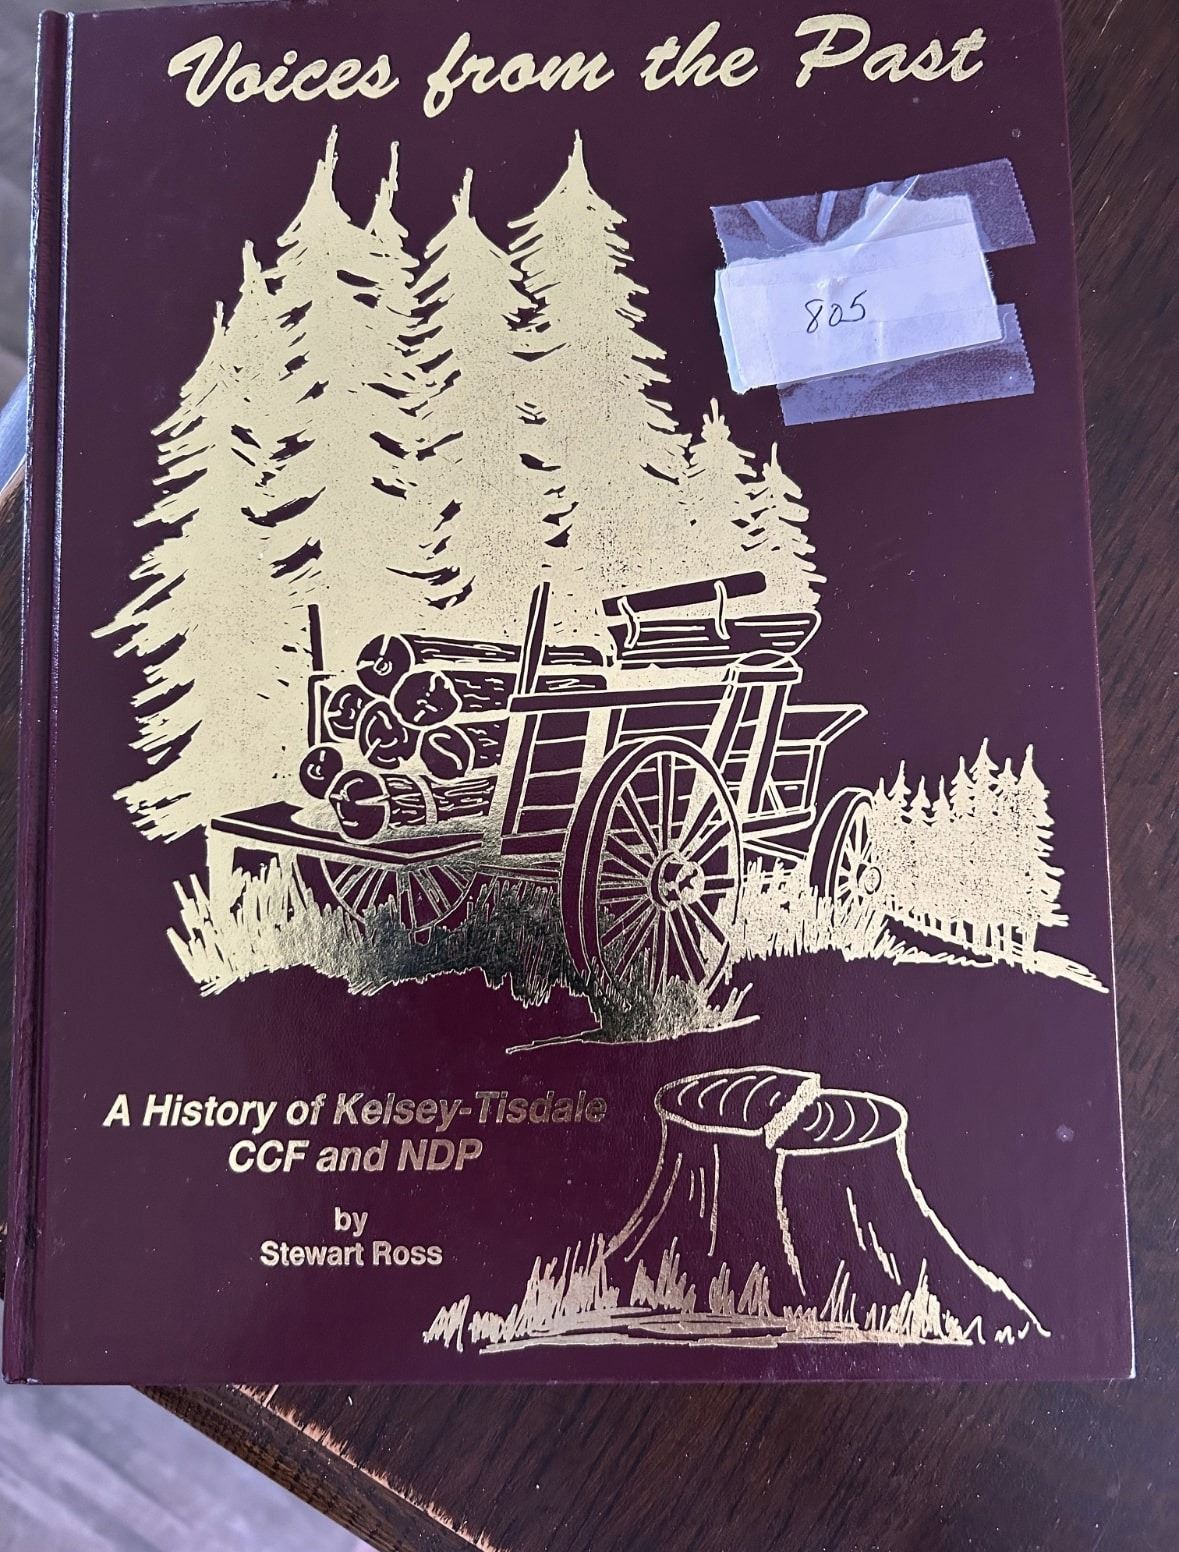 Voices from the Past
805
A History of Kelsey-Tisdale
CCF and NDP
by
Stewart Ross